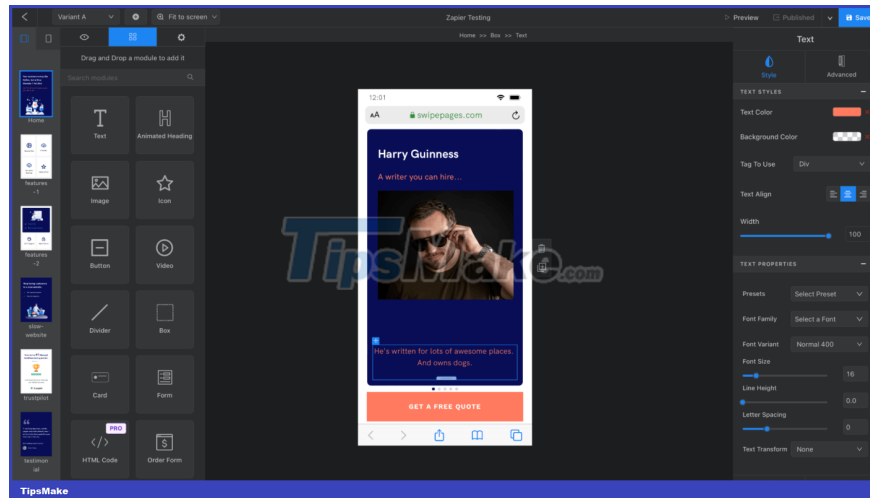 Variant A
Fit to screen
Zapier Testing
Preview
Published
Save
Home >> Box >> Text
Drag and Drop a module to add it
Search modules
Text
Animated Heading
Image
Icon
Button
Video
Divider
Box
Card
Form
PRO
HTML Code
Order Form
Home
features
-1
features
-2
slow-
website
trustpilot
testimon
ial
12:01
AA
swipepages.com
Harry Guinness
A writer you can hire...
He's written for lots of awesome places.
And owns dogs.
GET A FREE QUOTE
TipsMake.com
Text
Style
Advanced
TEXT STYLES
Text Color
Background Color
Tag To Use
Div
Text Align
Width
100
TEXT PROPERTIES
Presets
Select Preset
Font Family
Select a Font
Font Variant
Normal 400
Font Size
16
Line Height
0.0
Letter Spacing
0
Text Transform
None
TipsMake